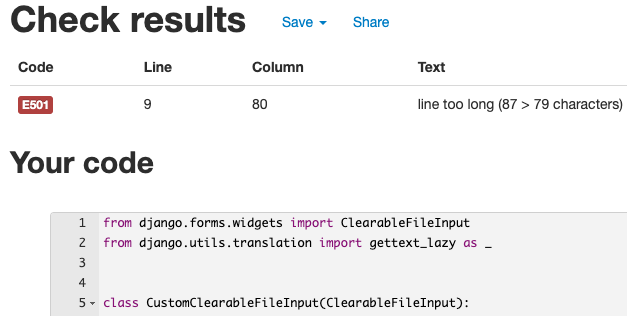 Check results Save Share
Code Line Column Text
E501 9 80 line too long (87 > 79 characters)
Your code
1 from django.forms.widgets import ClearableFileInput
2 from django.utils.translation import gettext_lazy as _
3
4
5 class CustomClearableFileInput(ClearableFileInput):